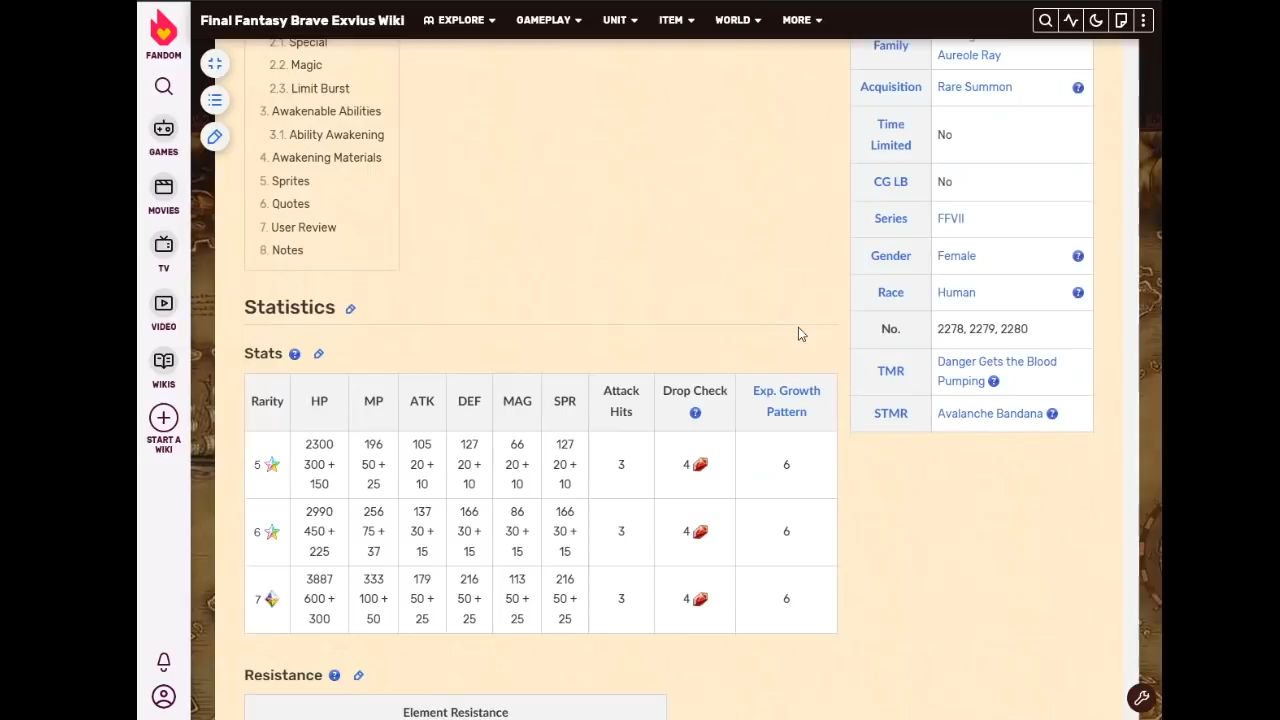 Final Fantasy Brave Exvius Wiki
EXPLORE
GAMEPLAY
UNIT
ITEM
WORLD
MORE
FANDOM
GAMES
MOVIES
TV
VIDEO
WIKIS
START A
WIKI
2.1. Special
2.2. Magic
2.3. Limit Burst
3. Awakenable Abilities
3.1. Ability Awakening
4. Awakening Materials
5. Sprites
6. Quotes
7. User Review
8. Notes
Family
Aureole Ray
Acquisition Rare Summon ?
Time
Limited No
CG LB No
Series FFVII
Gender Female ?
Race Human ?
No. 2278, 2279, 2280
TMR Danger Gets the Blood
Pumping ?
STMR Avalanche Bandana ?
Statistics
Stats ?
Rarity HP MP ATK DEF MAG SPR Attack
Hits Drop Check
? Exp. Growth
Pattern
5 2300 196 105 127 66 127 3 4 6
300 + 50 + 20 + 20 + 20 + 20 +
150 25 10 10 10 10
6 2990 256 137 166 86 166 3 4 6
450 + 75 + 30 + 30 + 30 + 30 +
225 37 15 15 15 15
7 3887 333 179 216 113 216 3 4 6
600 + 100 + 50 + 50 + 50 + 50 +
300 50 25 25 25 25
Resistance ?
Element Resistance